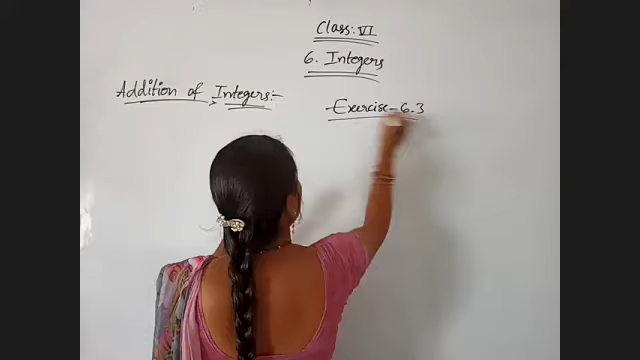 Class: VI
6. Integers
Addition of Integers:-
Exercise-6.3